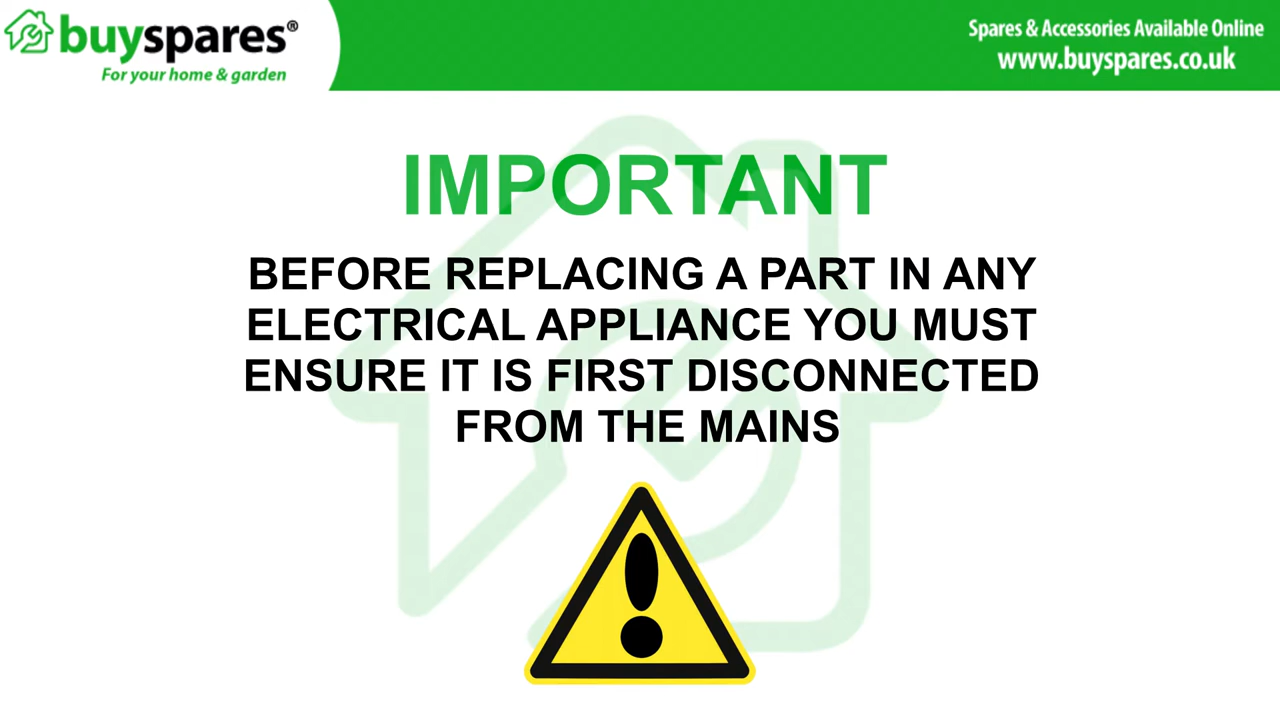 buyspares®
For your home & garden
Spares & Accessories Available Online
www.buyspares.co.uk
IMPORTANT
BEFORE REPLACING A PART IN ANY
ELECTRICAL APPLIANCE YOU MUST
ENSURE IT IS FIRST DISCONNECTED
FROM THE MAINS